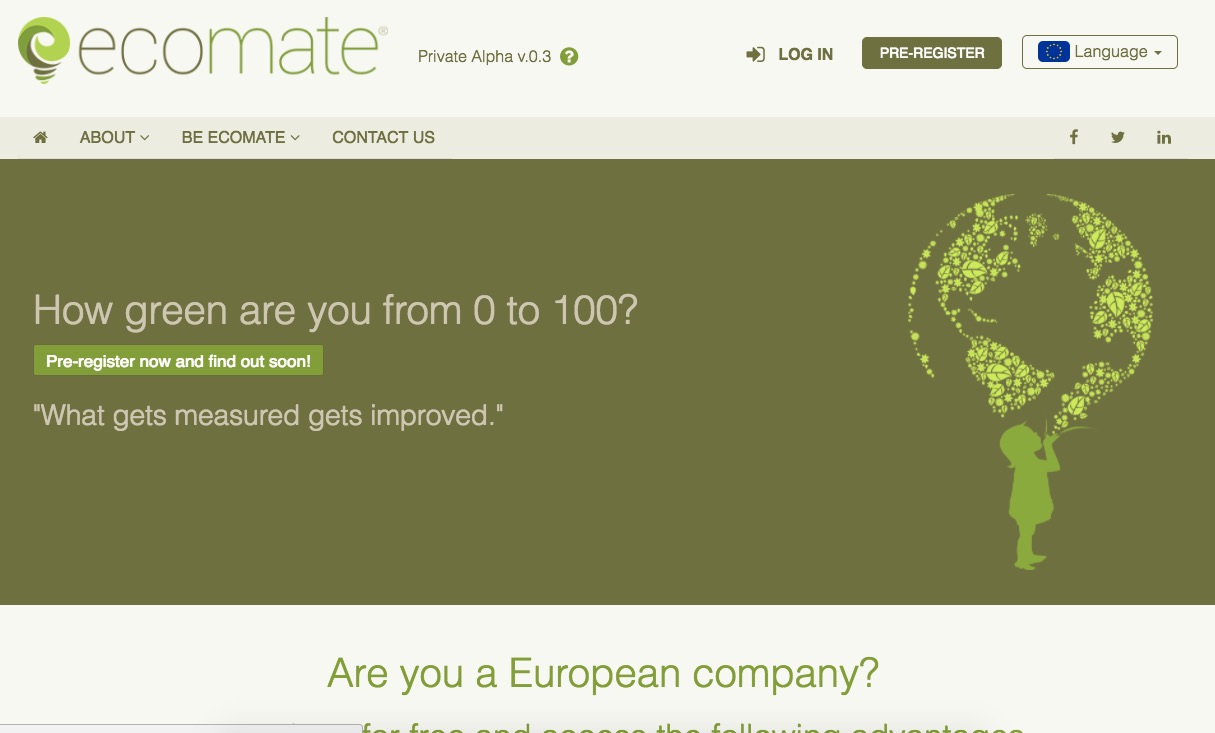 ecomate®
Private Alpha v.0.3 ?
LOG IN
PRE-REGISTER
Language
ABOUT
BE ECOMATE
CONTACT US
How green are you from 0 to 100?
Pre-register now and find out soon!
"What gets measured gets improved."
Are you a European company?
for free and access the following advantages